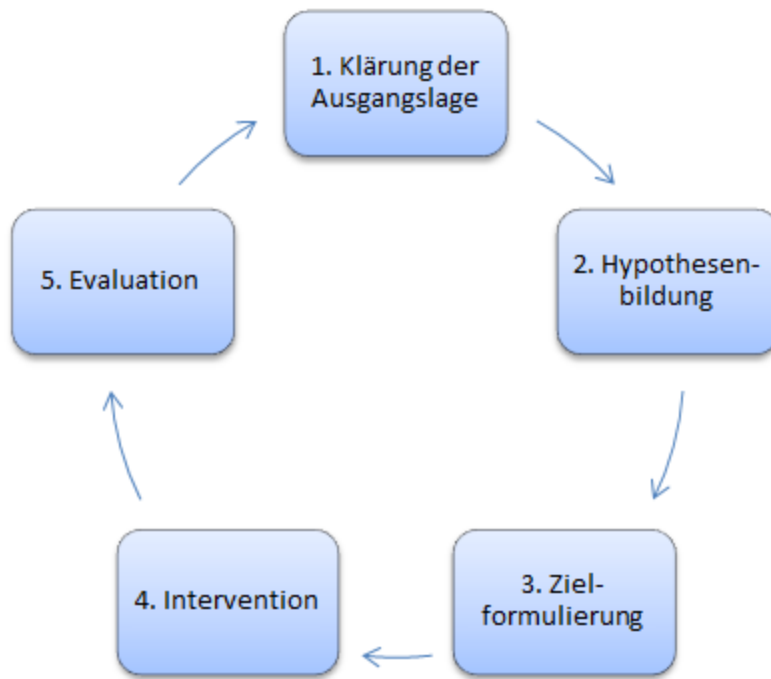 1. Klärung der
Ausgangslage
2. Hypothesen-
bildung
3. Ziel-
formulierung
4. Intervention
5. Evaluation